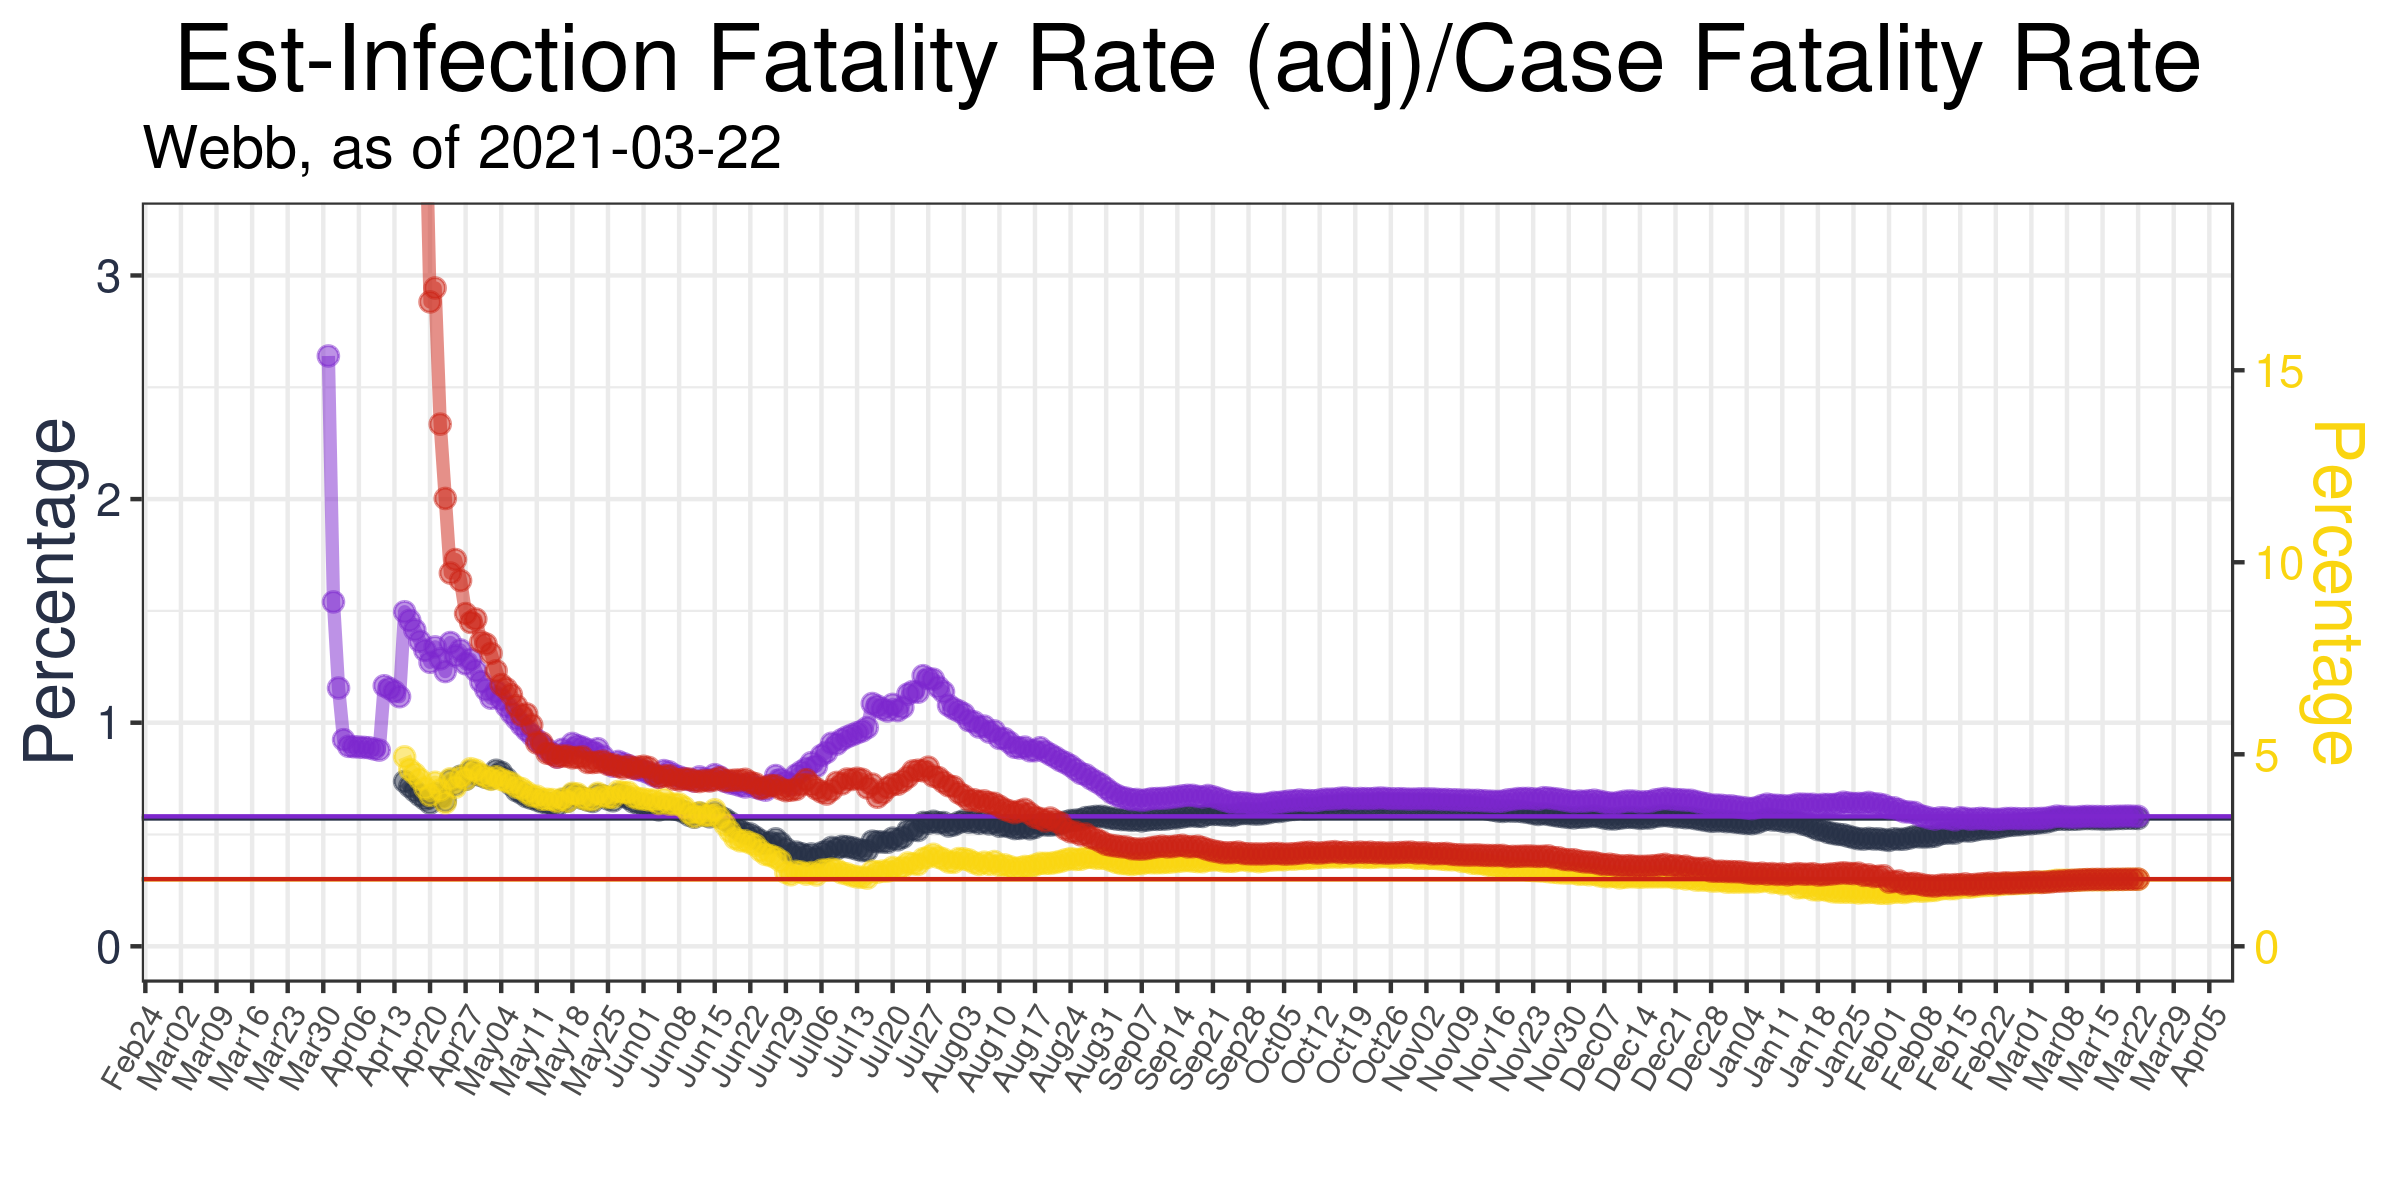 Est-Infection Fatality Rate (adj)/Case Fatality Rate
Webb, as of 2021-03-22
Percentage
3
2
1
0
15
10
5
0
Percentage
Feb24 Mar02 Mar09 Mar16 Mar23 Mar30 Apr06 Apr13 Apr20 Apr27 May04 May11 May18 May25 Jun01 Jun08 Jun15 Jun22 Jun29 Jul06 Jul13 Jul20 Jul27 Aug03 Aug10 Aug17 Aug24 Aug31 Sep07 Sep14 Sep21 Sep28 Oct05 Oct12 Oct19 Oct26 Nov02 Nov09 Nov16 Nov23 Nov30 Dec07 Dec14 Dec21 Dec28 Jan04 Jan11 Jan18 Jan25 Feb01 Feb08 Feb15 Feb22 Mar01 Mar08 Mar15 Mar22 Mar29 Apr05